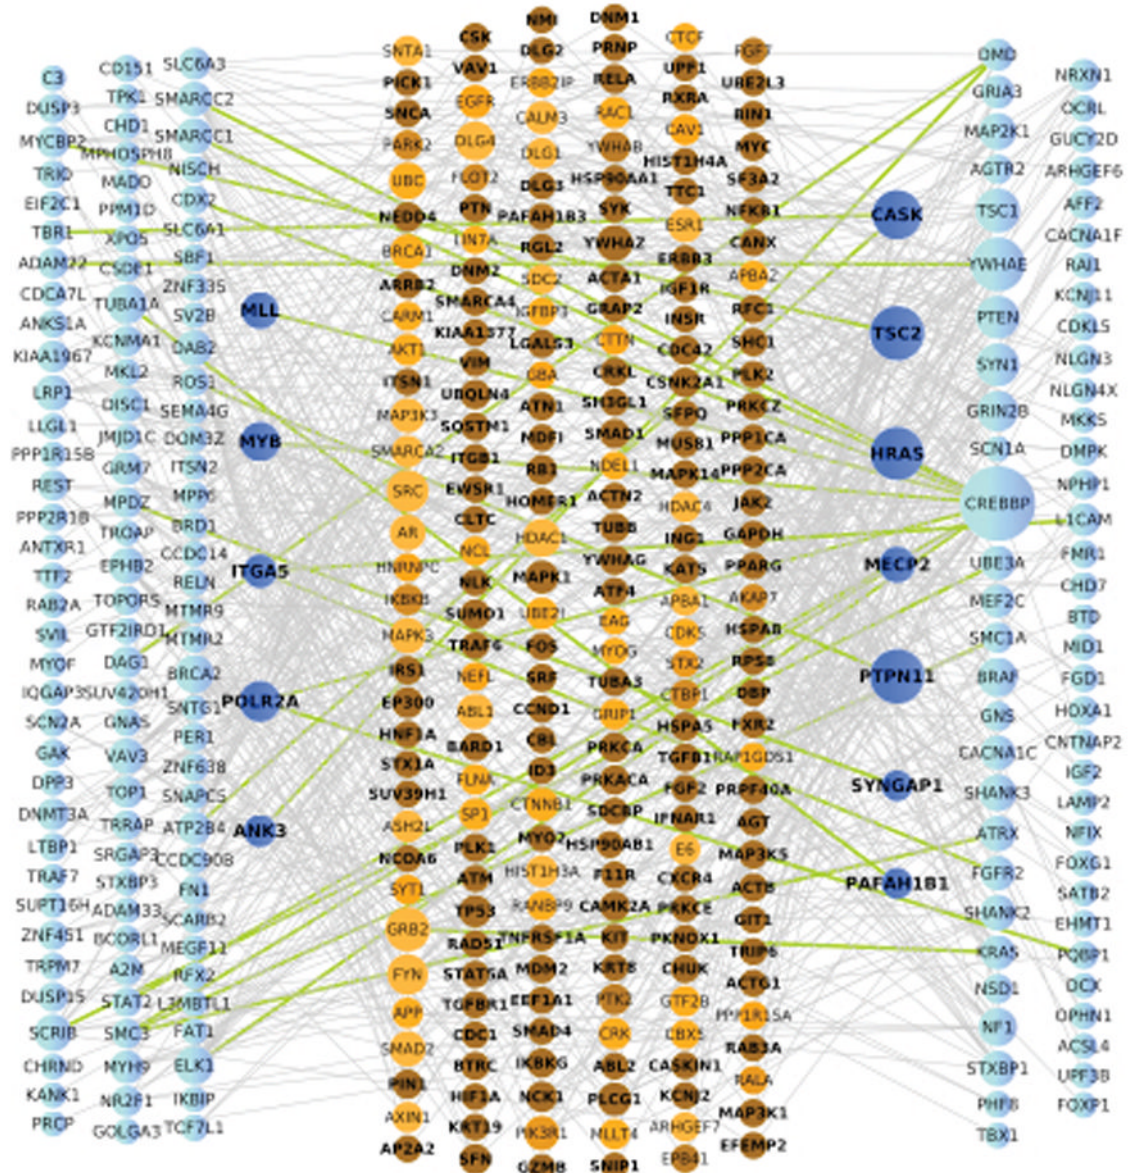 C3
DUSP3
MYCBP2
TRIO
EIF2C1
TBR1
ADAM22
CDCA7L
ANKS1A
KIAA1967
LRP1
LLGL1
PPP1R15B
REST
PPP2R1B
ANTXR1
TTF2
RAB2A
SVIL
MYOF
IQGAP3
SCN2A
GAK
DPP3
DNMT3A
LTBP1
TRAF7
SUPT16H
ZNF451
TRPM7
DUSP15
SCRIB
CHRND
KANK1
PRCP
CD151
TPK1
CHD1
MPHOSPH8
MADD
PPM1D
XPO5
CSDE1
TUBA1A
KCNMA1
MKL2
DISC1
JMJD1C
GRM7
MPDZ
TROAP
EPHB2
TOPORS
GTF2IRD1
DAG1
SUV420H1
GNAS
VAV3
TOP1
TRRAP
SRGAP3
STXBP3
ADAM33
BCORL1
A2M
STAT2
SMC3
MYH9
NR2F1
GOLGA3
SLC6A3
SMARCC2
SMARCC1
NISCH
CDX2
SLC6A1
SBF1
ZNF335
SV2B
DAB2
ROS1
SEMA4G
DOM3Z
ITSN2
MPP6
BRD1
CCDC14
RELN
MTMR9
MTMR2
BRCA2
SNTG1
PER1
ZNF638
SNAPC5
ATP2B4
CCDC90B
FN1
SCARB2
MEGF11
RFX2
L3MBTL1
FAT1
ELK1
IKBIP
TCF7L1
MLL
MYB
ITGA5
POLR2A
ANK3
SNTA1
PICK1
SNCA
PARK2
UBC
NEDD4
BRCA1
ARRB2
CARM1
AKT1
ITSN1
MAP3K3
SMARCA2
SRC
AR
HNRNPC
IKBKB
MAPK3
IRS1
EP300
HNF1A
STX1A
SUV39H1
ASH2L
NCOA6
SYT1
GRB2
FYN
APP
SMAD2
PIN1
AXIN1
AP2A2
CSK
VAV1
EGFR
DLG4
FLOT2
PTN
LIN7A
DNM2
SMARCA4
KIAA1377
VIM
UBQLN4
SQSTM1
ITGB1
EWSR1
CLTC
NCL
NLK
SUMO1
TRAF6
NEFL
ABL1
BARD1
FLNA
SP1
PLK1
ATM
TP53
RAD51
STAT5A
TGFBR1
CDC1
BTRC
HIF1A
KRT19
SFN
NMI
DLG2
ERBB2IP
CALM3
DLG1
DLG3
PAFAH1B3
RGL2
SDC2
IGFBP3
LGALS3
GBA
ATN1
MDFI
RB1
HOMER1
HDAC1
MAPK1
UBE2I
FOS
SRF
CCND1
CBL
ID3
CTNNB1
MYO2
HIST1H3A
RANBP9
TNFRSF1A
MDM2
EEF1A1
SMAD4
IKBKG
NCK1
PIK3R1
GZMB
DNM1
PRNP
RELA
RAC1
YWHAB
HSP90AA1
SYK
YWHAZ
ACTA1
GRAP2
CTTN
CRKL
SH3GL1
SMAD1
NDEL1
ACTN2
TUBB
YWHAG
ATF4
EAG
MYOG
TUBA3
GRIP1
PRKCA
PRKACA
SDCBP
HSP90AB1
F11R
CAMK2A
KIT
KRT8
PTK2
CRK
ABL2
PLCG1
MLLT4
SNIP1
CTCF
UPF1
RXRA
CAV1
HIST1H4A
TTC1
ESR1
ERBB3
IGF1R
INSR
CDC42
CSNK2A1
SFPQ
MUSB1
MAPK14
HDAC4
ING1
KAT5
APBA1
CDK5
STX2
CTBP1
HSPA5
TGFB1
FGF2
IFNAR1
E6
CXCR4
PRKCE
PKNOX1
CHUK
GTF2B
CBX5
CASKIN1
KCNJ2
ARHGEF7
EPB41
FGF7
UBE2L3
RIN1
MYC
SF3A2
NFKB1
CANX
APBA2
RFC1
SHC1
PLK2
PRKCZ
PPP1CA
PPP2CA
JAK2
GAPDH
PPARG
AKAP7
HSPA8
RPS8
DBP
FXR2
RAP1GDS1
PRPF40A
AGT
MAP3K5
ACTB
GIT1
TRIP6
ACTG1
PPP1R15A
RAB3A
RALA
MAP3K1
EFEMP2
CASK
TSC2
HRAS
MECP2
PTPN11
SYNGAP1
PAFAH1B1
DMD
GRIA3
MAP2K1
AGTR2
TSC1
YWHAE
PTEN
SYN1
GRIN2B
SCN1A
CREBBP
UBE3A
MEF2C
SMC1A
BRAF
GNS
CACNA1C
SHANK3
ATRX
FGFR2
SHANK2
KRAS
NSD1
NF1
STXBP1
PHF8
TBX1
NRXN1
OCRL
GUCY2D
ARHGEF6
AFF2
CACNA1F
RAI1
KCNJ11
CDKL5
NLGN3
NLGN4X
MKKS
DMPK
NPHP1
L1CAM
FMR1
CHD7
BTD
MID1
FGD1
HOXA1
CNTNAP2
IGF2
LAMP2
NFIX
FOXG1
SATB2
EHMT1
PQBP1
DCX
OPHN1
ACSL4
UPF3B
FOXP1